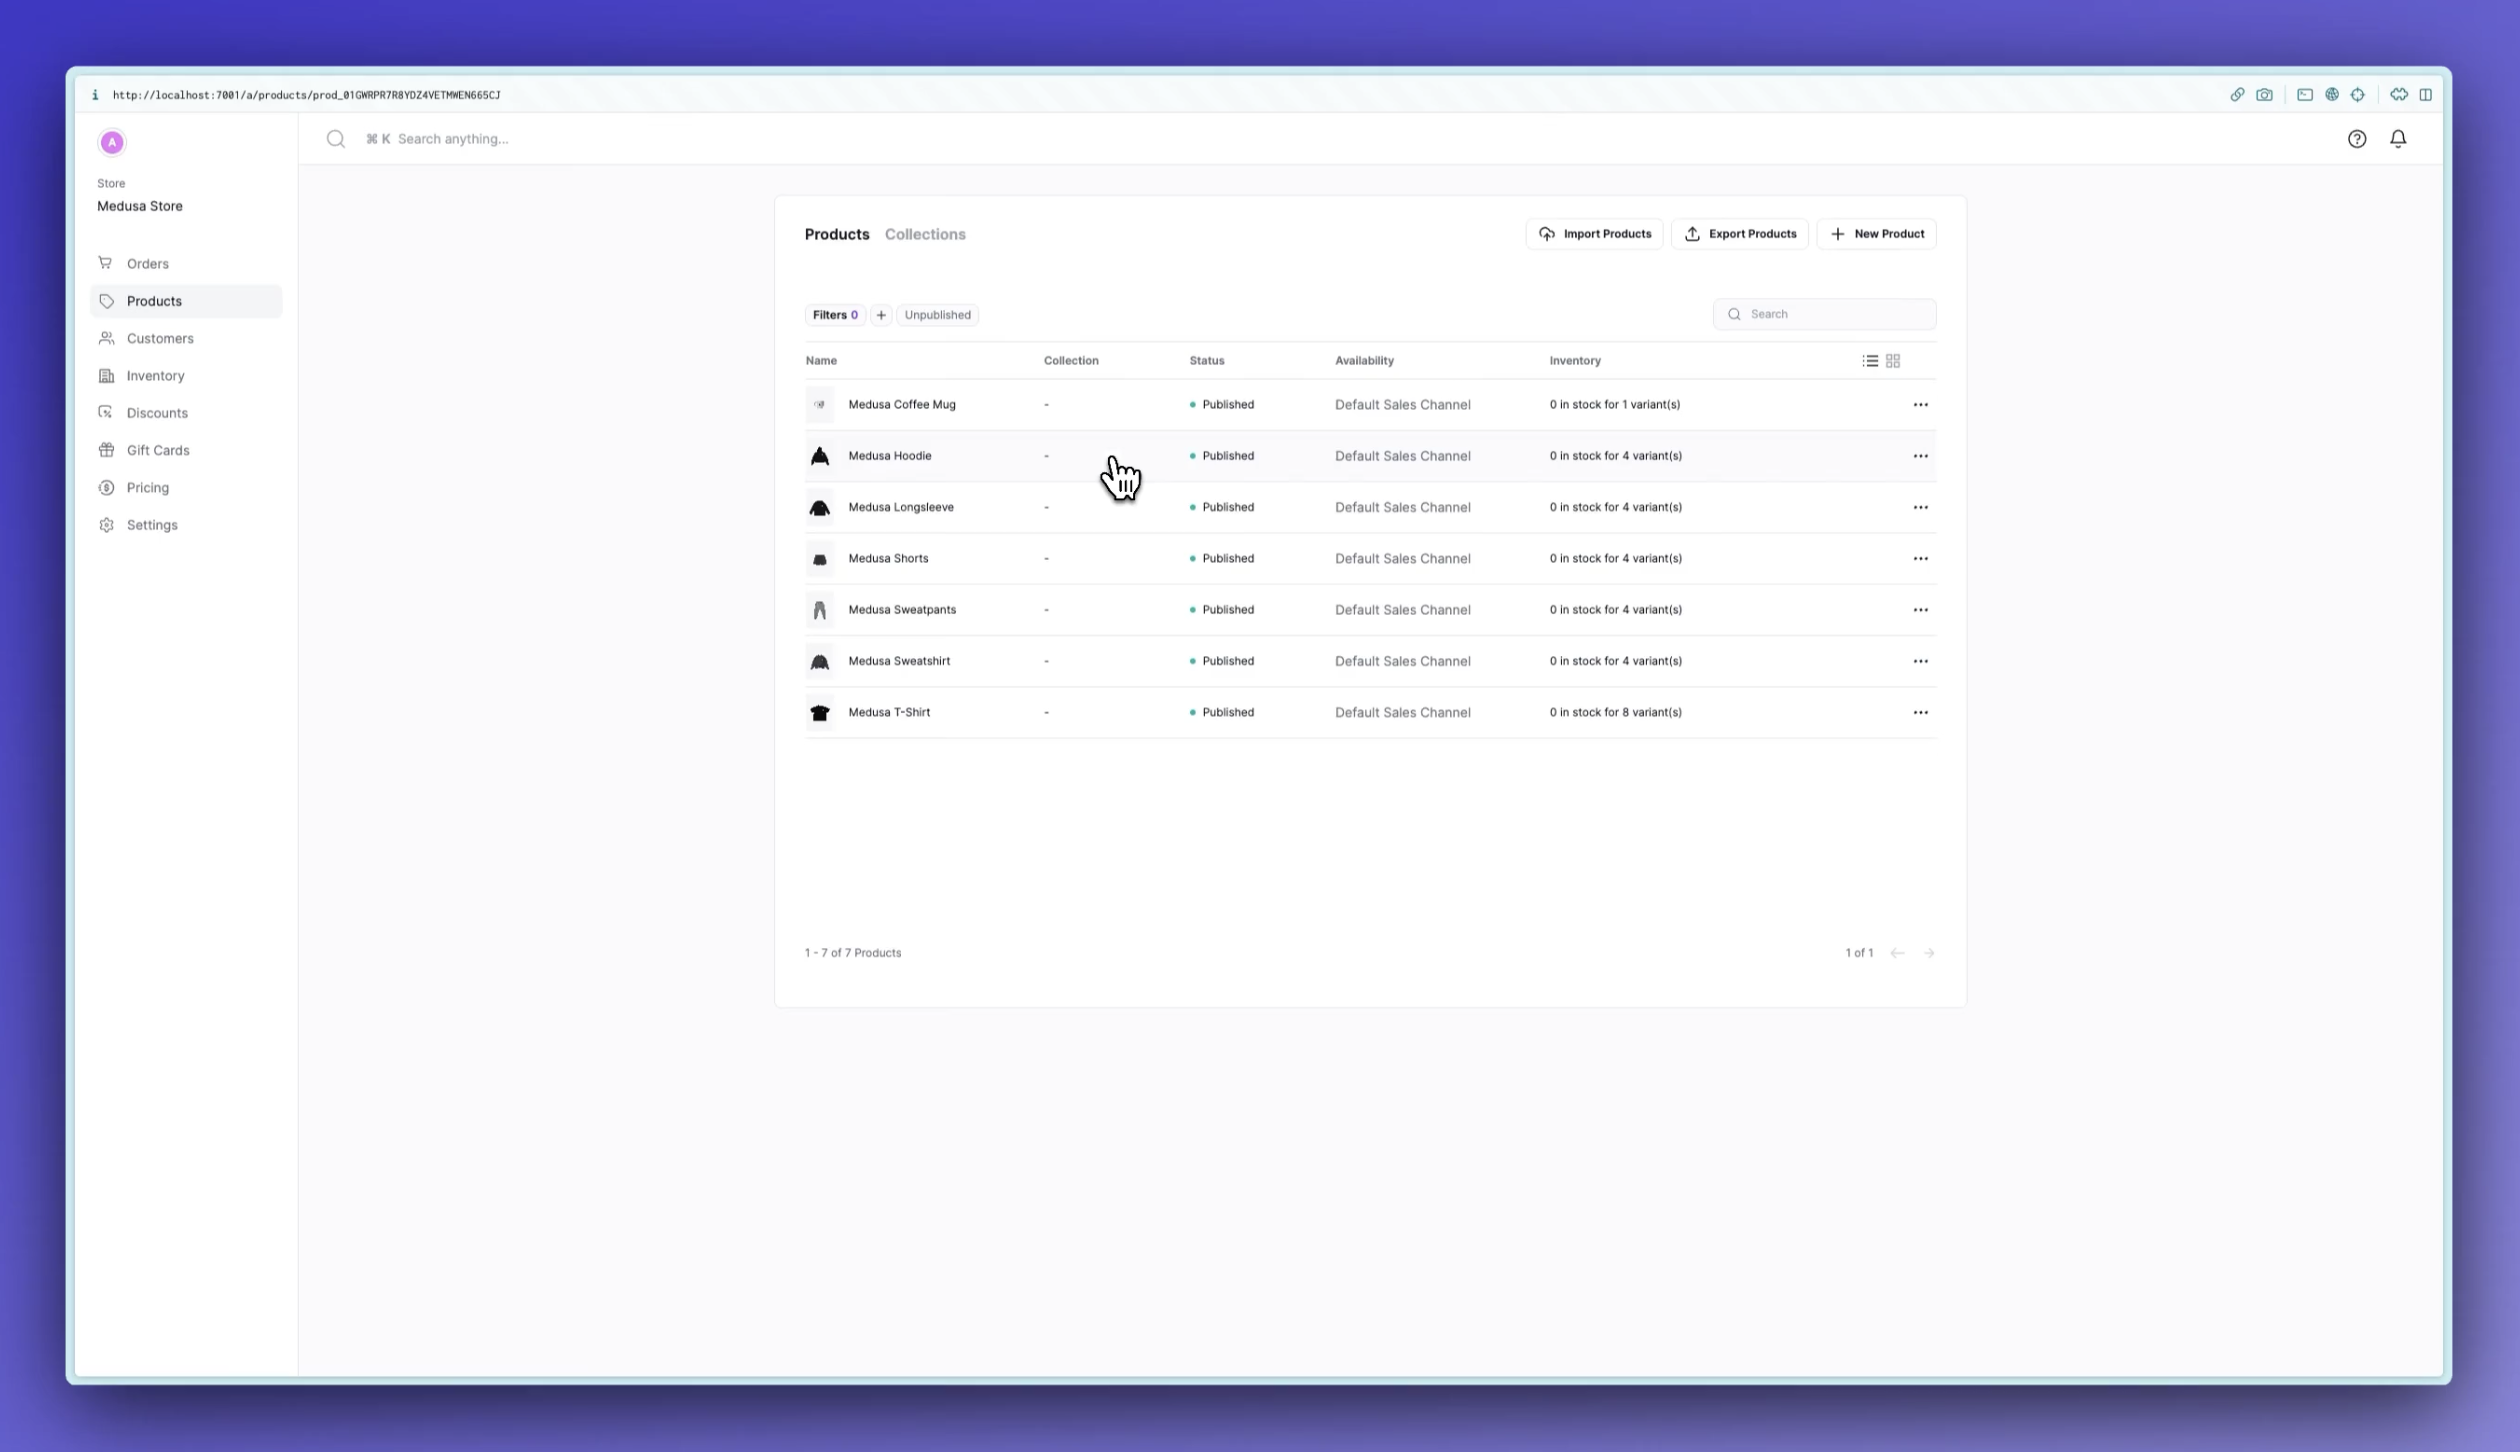 http://localhost:7001/a/products/prod_01GWRPR7R8YDZ4VETMWEN665CJ
A
⌘ K Search anything...
Store
Medusa Store
Orders
Products
Customers
Inventory
Discounts
Gift Cards
Pricing
Settings
Products Collections Import Products Export Products New Product
Filters 0 + Unpublished Search
Name Collection Status Availability Inventory
Medusa Coffee Mug - Published Default Sales Channel 0 in stock for 1 variant(s)
Medusa Hoodie - Published Default Sales Channel 0 in stock for 4 variant(s)
Medusa Longsleeve - Published Default Sales Channel 0 in stock for 4 variant(s)
Medusa Shorts - Published Default Sales Channel 0 in stock for 4 variant(s)
Medusa Sweatpants - Published Default Sales Channel 0 in stock for 4 variant(s)
Medusa Sweatshirt - Published Default Sales Channel 0 in stock for 4 variant(s)
Medusa T-Shirt - Published Default Sales Channel 0 in stock for 8 variant(s)
1 - 7 of 7 Products 1 of 1